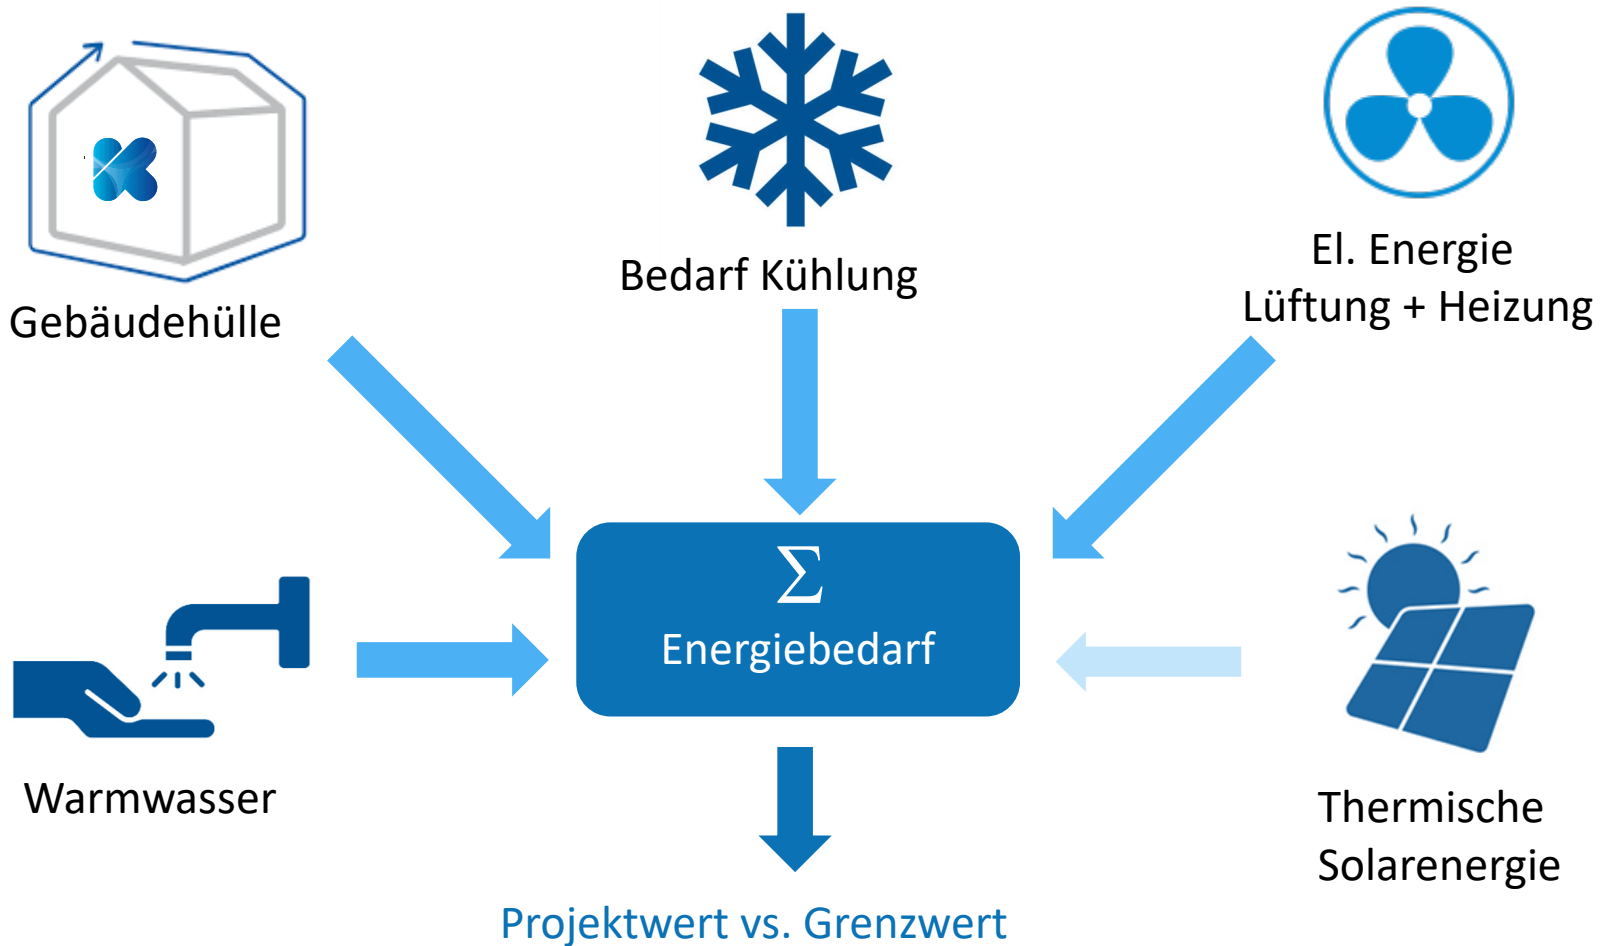 Gebäudehülle
Bedarf Kühlung
El. Energie
Lüftung + Heizung
Σ
Energiebedarf
Warmwasser
Thermische
Solarenergie
Projektwert vs. Grenzwert